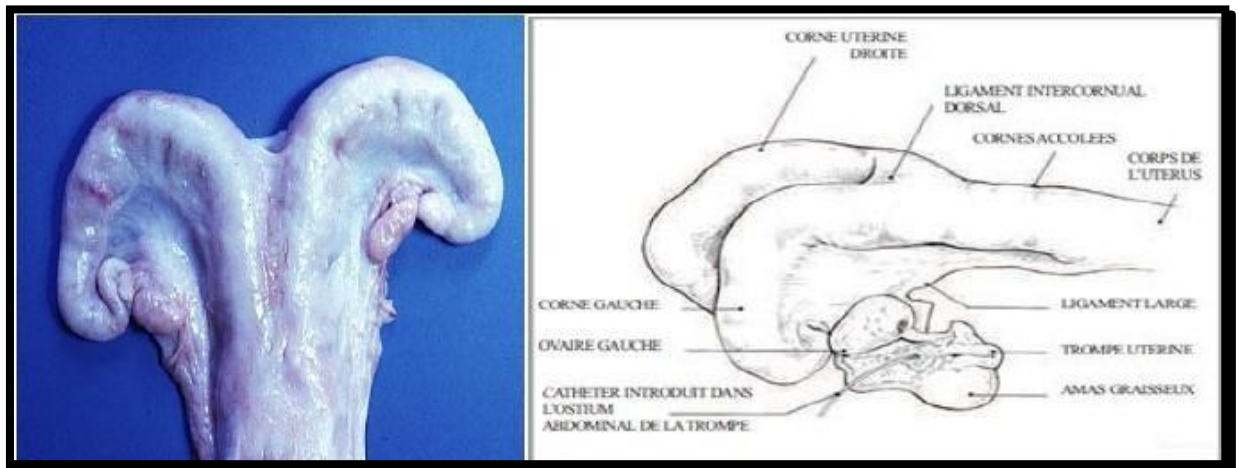 CORNE UTERINE
DROITE
LIGAMENT INTERCORNUAL
DORSAL
CORNES ACCOLEES
CORPS DE
L'UTERUS
CORNE GAUCHE
LIGAMENT LARGE
OVAIRE GAUCHE
TROMPE UTERINE
CATHETER INTRODUIT DANS
L'OSTIUM
ABDOMINAL DE LA TROMPE
AMAS GRAISSEUX